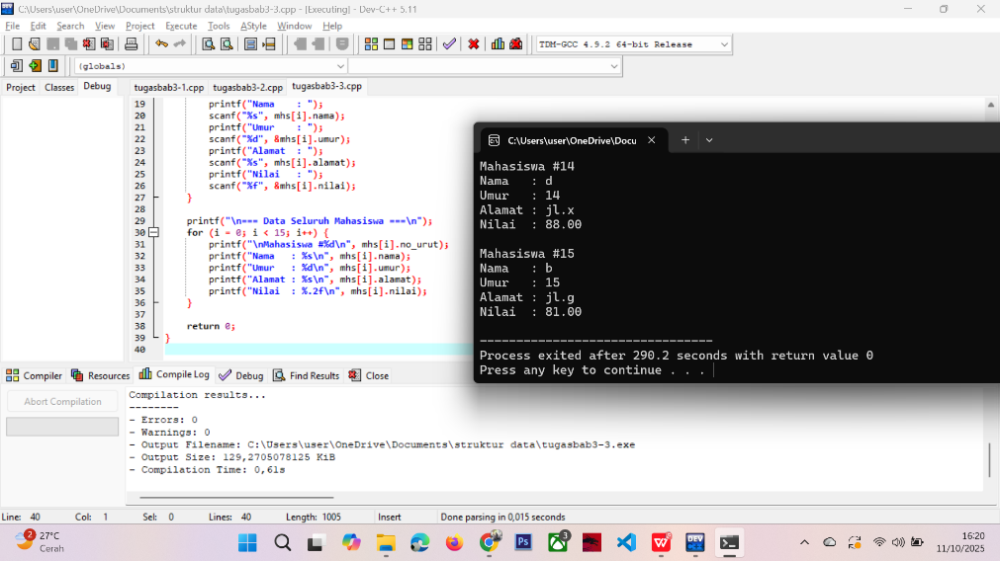 C:\Users\user\OneDrive\Documents\struktur data\tugasbab3-3.cpp - [Executing] - Dev-C++ 5.11
File Edit Search View Project Execute Tools AStyle Window Help
TDM-GCC 4.9.2 64-bit Release
(globals)
Project Classes Debug
tugasbab3-1.cpp tugasbab3-2.cpp tugasbab3-3.cpp
19 printf("Nama    : ");
20 scanf("%s", mhs[i].nama);
21 printf("Umur    : ");
22 scanf("%d", &mhs[i].umur);
23 printf("Alamat : ");
24 scanf("%s", mhs[i].alamat);
25 printf("Nilai   : ");
26 scanf("%f", &mhs[i].nilai);
27 }
28
29 printf("\n=== Data Seluruh Mahasiswa ===\n");
30 for (i = 0; i < 15; i++) {
31 printf("\nMahasiswa #%d\n", mhs[i].no_urut);
32 printf("Nama    : %s\n", mhs[i].nama);
33 printf("Umur    : %d\n", mhs[i].umur);
34 printf("Alamat : %s\n", mhs[i].alamat);
35 printf("Nilai  : %.2f\n", mhs[i].nilai);
36 }
37
38 return 0;
39 }
40
C:\Users\user\OneDrive\Docu
Mahasiswa #14
Nama   : d
Umur   : 14
Alamat : jl.x
Nilai  : 88.00
Mahasiswa #15
Nama   : b
Umur   : 15
Alamat : jl.g
Nilai  : 81.00
--------------------------------
Process exited after 290.2 seconds with return value 0
Press any key to continue . . .
Compiler Resources Compile Log Debug Find Results Close
Abort Compilation
Compilation results...
--------
- Errors: 0
- Warnings: 0
- Output Filename: C:\Users\user\OneDrive\Documents\struktur data\tugasbab3-3.exe
- Output Size: 129,2705078125 KiB
- Compilation Time: 0,61s
Line: 40 Col: 1 Sel: 0 Lines: 40 Length: 1005 Insert Done parsing in 0,015 seconds
2
27°C
Cerah
Ps
3
DEV
16:20
11/10/2025